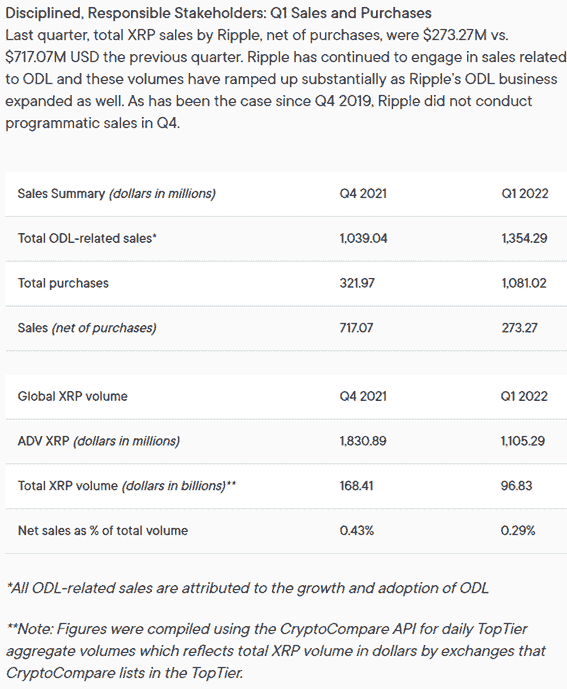 Disciplined, Responsible Stakeholders: Q1 Sales and Purchases
Last quarter, total XRP sales by Ripple, net of purchases, were $273.27M vs.
$717.07M USD the previous quarter. Ripple has continued to engage in sales related
to ODL and these volumes have ramped up substantially as Ripple's ODL business
expanded as well. As has been the case since Q4 2019, Ripple did not conduct
programmatic sales in Q4.
Sales Summary (dollars in millions) Q4 2021 Q1 2022
Total ODL-related sales* 1,039.04 1,354.29
Total purchases 321.97 1,081.02
Sales (net of purchases) 717.07 273.27
Global XRP volume Q4 2021 Q1 2022
ADV XRP (dollars in millions) 1,830.89 1,105.29
Total XRP volume (dollars in billions)** 168.41 96.83
Net sales as % of total volume 0.43% 0.29%
*All ODL-related sales are attributed to the growth and adoption of ODL
**Note: Figures were compiled using the CryptoCompare API for daily TopTier
aggregate volumes which reflects total XRP volume in dollars by exchanges that
CryptoCompare lists in the TopTier.